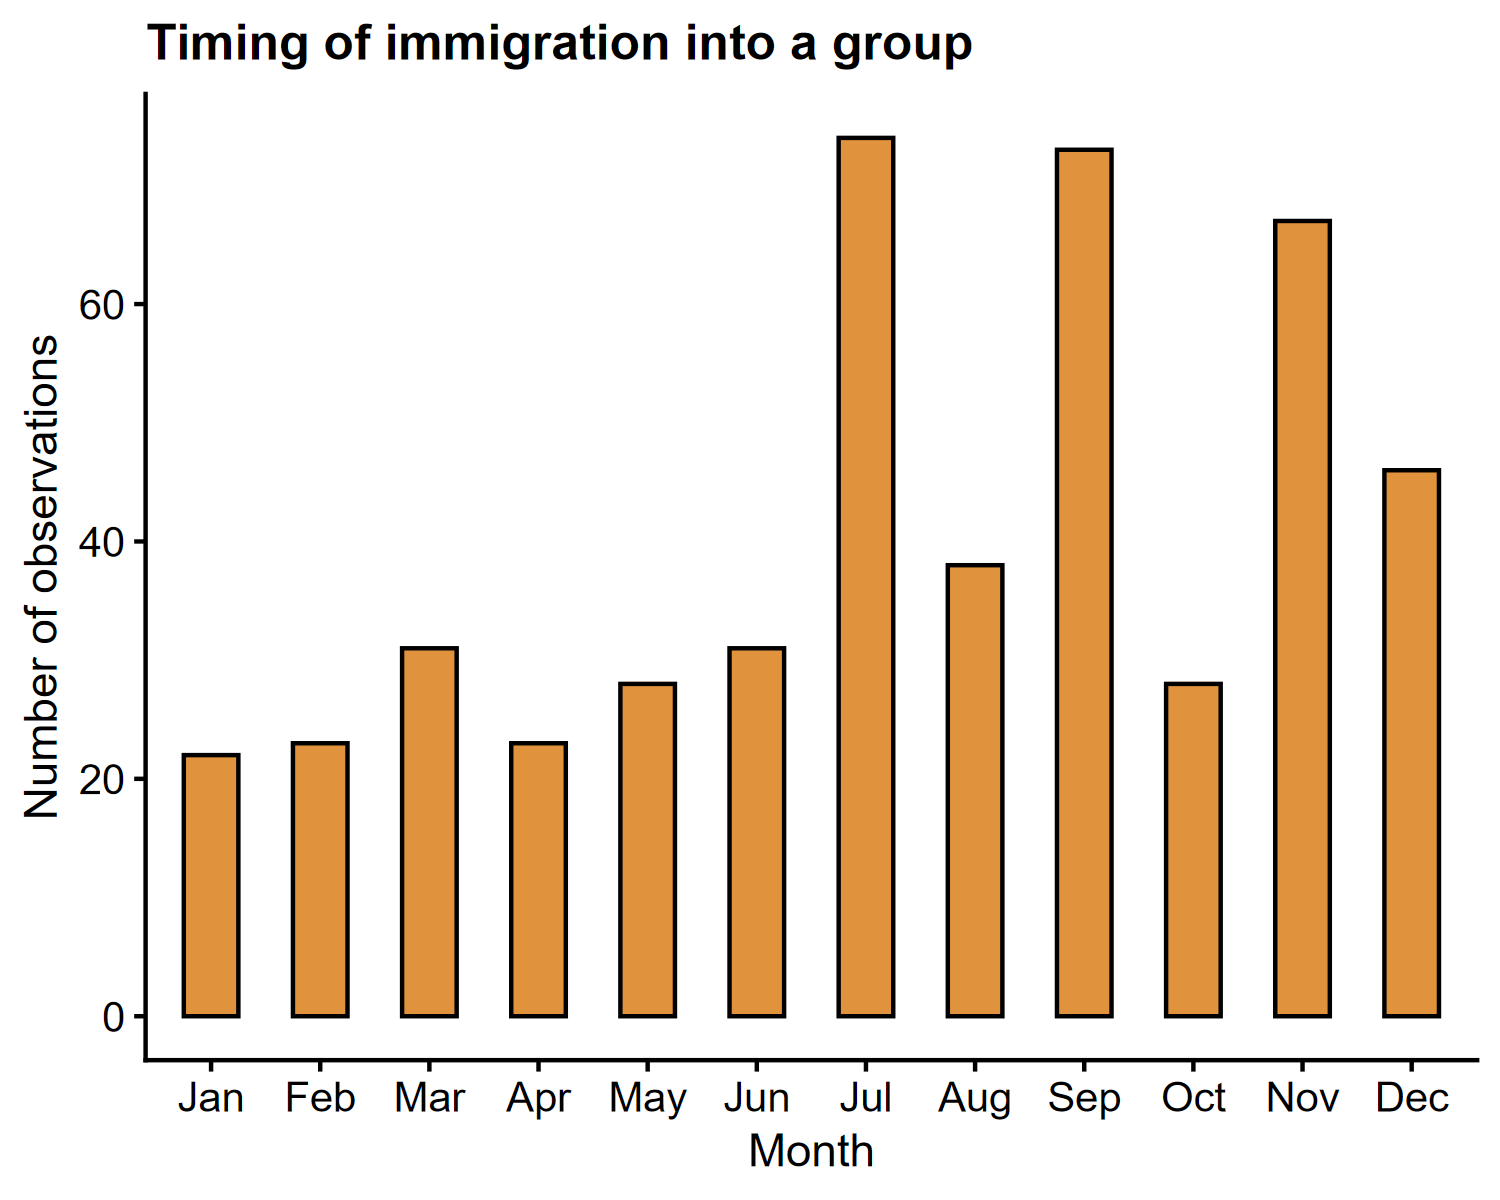 Timing of immigration into a group
Number of observations
60
40
20
0
Jan Feb Mar Apr May Jun Jul Aug Sep Oct Nov Dec
Month